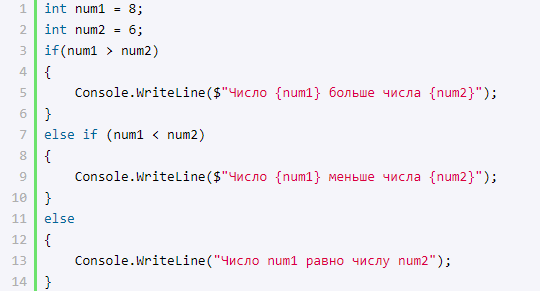 1 int num1 = 8;
2 int num2 = 6;
3 if(num1 > num2)
4 {
5     Console.WriteLine($"Число {num1} больше числа {num2}");
6 }
7 else if (num1 < num2)
8 {
9     Console.WriteLine($"Число {num1} меньше числа {num2}");
10 }
11 else
12 {
13     Console.WriteLine("Число num1 равно числу num2");
14 }